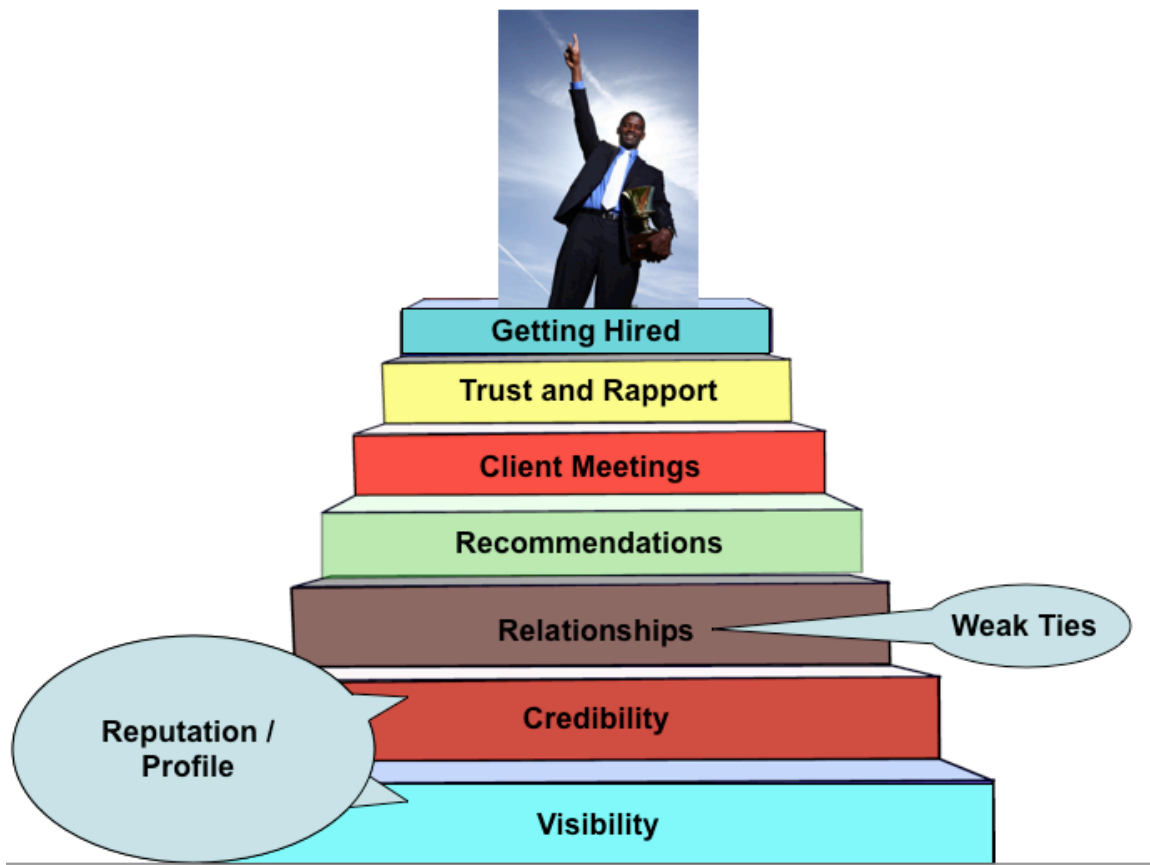 Getting Hired
Trust and Rapport
Client Meetings
Recommendations
Relationships
Weak Ties
Credibility
Reputation /
Profile
Visibility